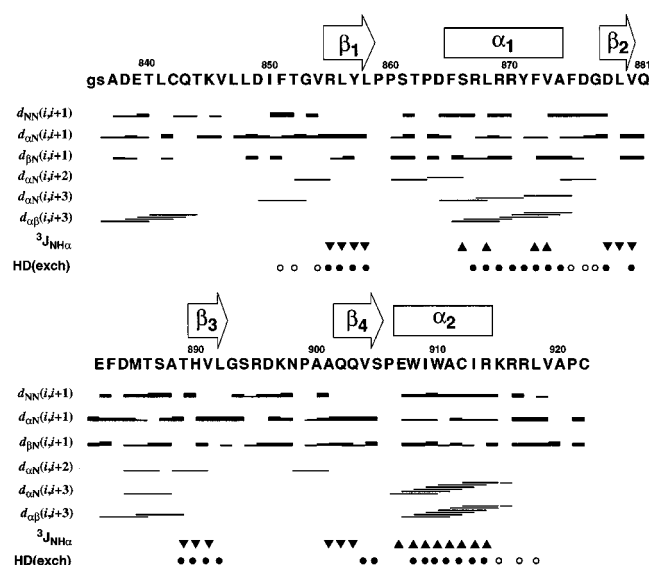 β1 α1 β2
840 850 860 870 881
gsADETLCQTKVLLDIFTGVRLYLPPSTPDFSRLRRYFVAFDGDLVQ
dNN(i,i+1)
dαN(i,i+1)
dβN(i,i+1)
dαN(i,i+2)
dαN(i,i+3)
dαβ(i,i+3)
3JNHα
HD(exch)
β3 β4 α2
890 900 910 920
EFDMTSATHVLGSRDKNPAAQQVSPEWIWACIRKRRLVAPC
dNN(i,i+1)
dαN(i,i+1)
dβN(i,i+1)
dαN(i,i+2)
dαN(i,i+3)
dαβ(i,i+3)
3JNHα
HD(exch)